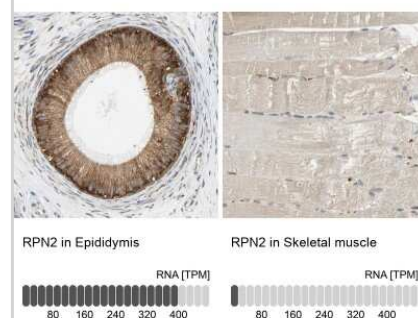 RPN2 in Epididymis
RNA [TPM]
80 160 240 320 400
RPN2 in Skeletal muscle
RNA [TPM]
80 160 240 320 400